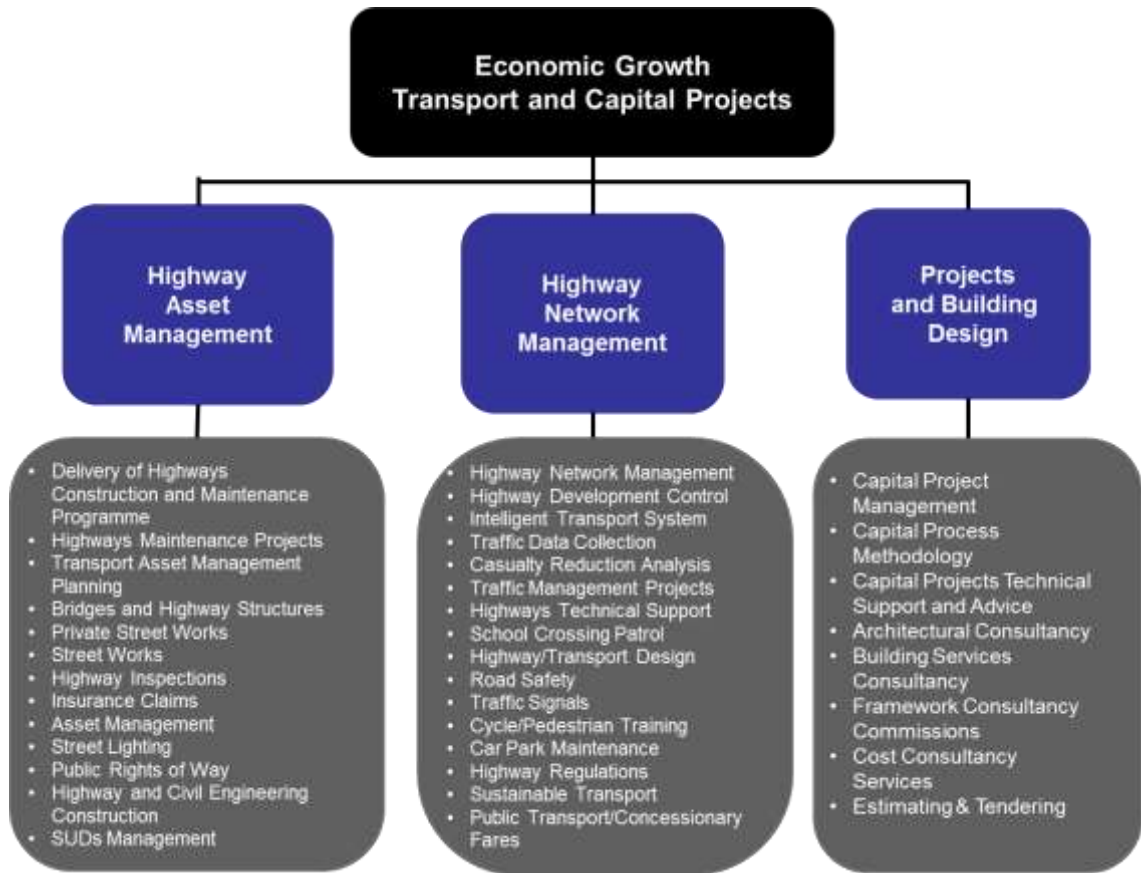 Economic Growth
Transport and Capital Projects
Highway
Asset
Management
Highway
Network
Management
Projects
and Building
Design
• Delivery of Highways
Construction and Maintenance
Programme
• Highways Maintenance Projects
• Transport Asset Management
Planning
• Bridges and Highway Structures
• Private Street Works
• Street Works
• Highway Inspections
• Insurance Claims
• Asset Management
• Street Lighting
• Public Rights of Way
• Highway and Civil Engineering
Construction
• SUDs Management
• Highway Network Management
• Highway Development Control
• Intelligent Transport System
• Traffic Data Collection
• Casualty Reduction Analysis
• Traffic Management Projects
• Highways Technical Support
• School Crossing Patrol
• Highway/Transport Design
• Road Safety
• Traffic Signals
• Cycle/Pedestrian Training
• Car Park Maintenance
• Highway Regulations
• Sustainable Transport
• Public Transport/Concessionary
Fares
• Capital Project
Management
• Capital Process
Methodology
• Capital Projects Technical
Support and Advice
• Architectural Consultancy
• Building Services
Consultancy
• Framework Consultancy
Commissions
• Cost Consultancy
Services
• Estimating & Tendering